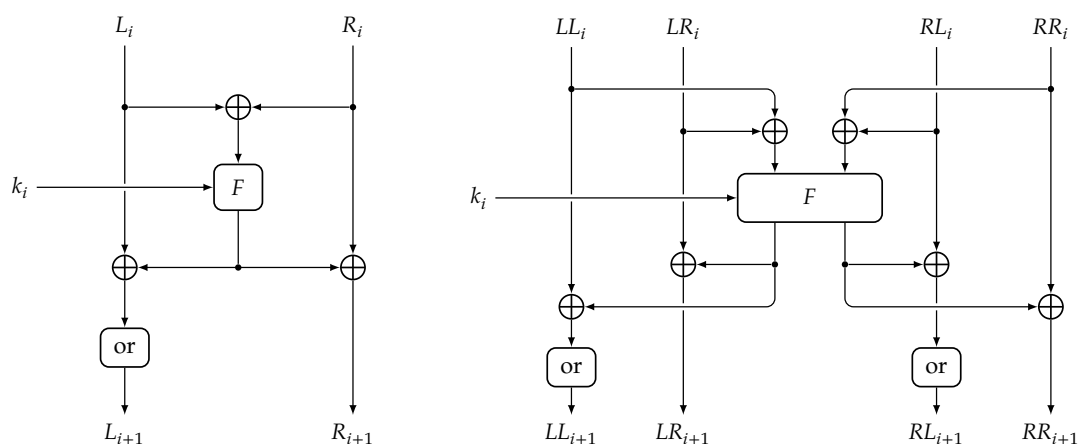 L_i R_i LL_i LR_i RL_i RR_i
k_i F k_i F
or or or
L_{i+1} R_{i+1} LL_{i+1} LR_{i+1} RL_{i+1} RR_{i+1}